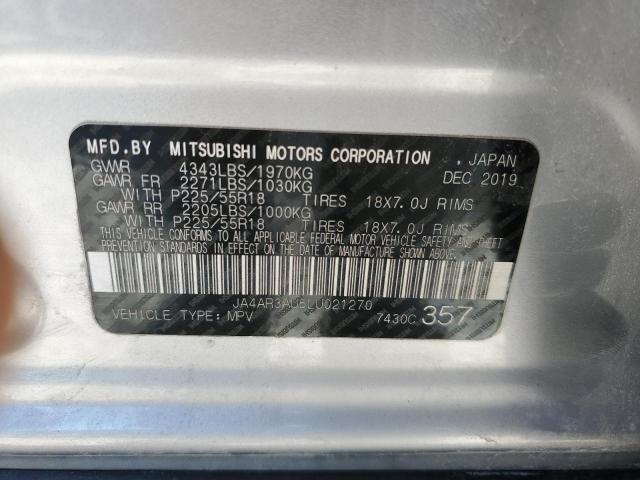 MFD.BY MITSUBISHI MOTORS CORPORATION , JAPAN
GVWR 4343LBS/1970KG DEC 2019
GAWR FR 2271LBS/1030KG
WITH P225/55R18 TIRES 18X7.0J RIMS
GAWR RR 2205LBS/1000KG
WITH P225/55R18 TIRES 18X7.0J RIMS
THIS VEHICLE CONFORMS TO ALL APPLICABLE FEDERAL MOTOR VEHICLE SAFETY AND THEFT
PREVENTION STANDARDS IN EFFECT ON THE DATE OF MANUFACTURE SHOWN ABOVE.
JA4AR3AU6LU021270
VEHICLE TYPE: MPV 7430C 357